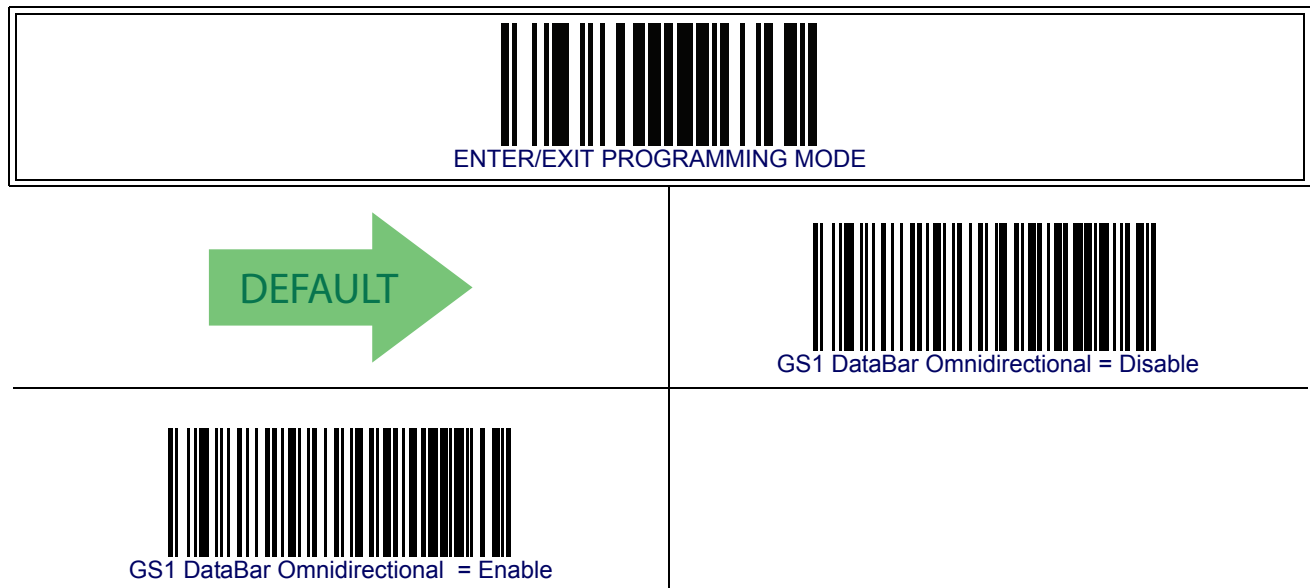 ENTER/EXIT PROGRAMMING MODE
DEFAULT
GS1 DataBar Omnidirectional = Disable
GS1 DataBar Omnidirectional  = Enable